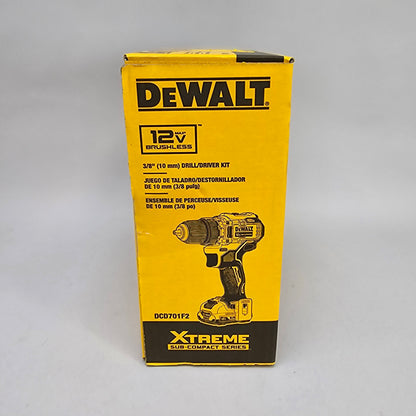 DEWALT
12V MAX™
BRUSHLESS
3/8" (10 mm) DRILL/DRIVER KIT
JUEGO DE TALADRO/DESTORNILLADOR
DE 10 mm (3/8 pulg)
ENSEMBLE DE PERCEUSE/VISSEUSE
DE 10 mm (3/8 po)
DEWALT
DCD701F2
XTREME
SUB-COMPACT SERIES